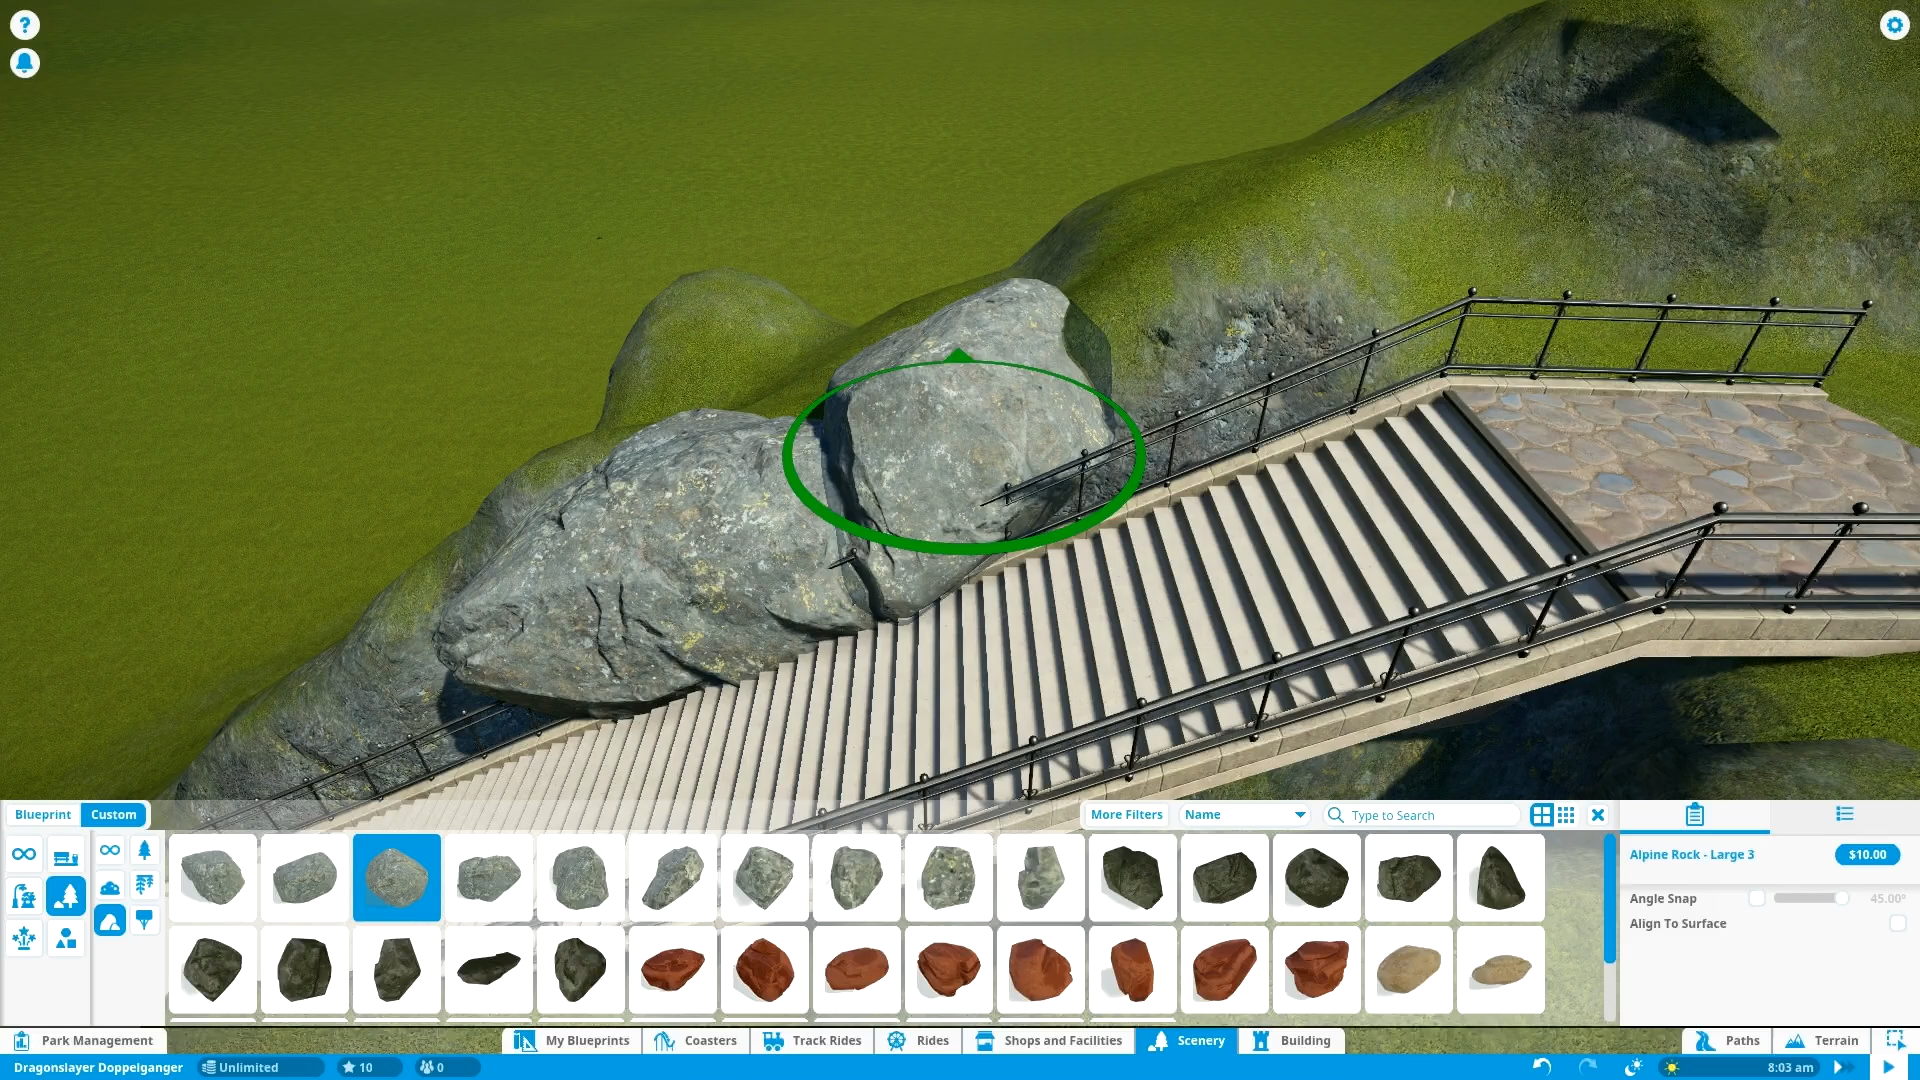 ?
Blueprint
Custom
More Filters
Name
Type to Search
Alpine Rock - Large 3
$10.00
Angle Snap
45.00°
Align To Surface
Park Management
My Blueprints
Coasters
Track Rides
Rides
Shops and Facilities
Scenery
Building
Paths
Terrain
Dragonslayer Doppelganger
Unlimited
10
0
8:03 am